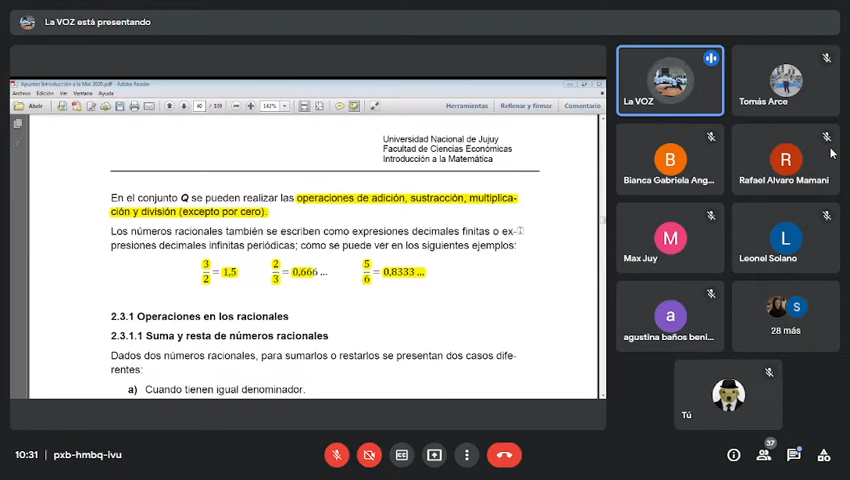 La VOZ está presentando
Apuntes Introducción a la Mat 2020.pdf - Adobe Reader
Archivo Edición Ver Ventana Ayuda
Abrir
40 / 339
142%
Herramientas
Rellenar y firmar
Comentario
Universidad Nacional de Jujuy
Facultad de Ciencias Económicas
Introducción a la Matemática
En el conjunto Q se pueden realizar las operaciones de adición, sustracción, multiplica-
ción y división (excepto por cero).
Los números racionales también se escriben como expresiones decimales finitas o ex-
presiones decimales infinitas periódicas; como se puede ver en los siguientes ejemplos:
3/2 = 1,5 2/3 = 0,666 ... 5/6 = 0,8333 ...
2.3.1 Operaciones en los racionales
2.3.1.1 Suma y resta de números racionales
Dados dos números racionales, para sumarlos o restarlos se presentan dos casos dife-
rentes:
a) Cuando tienen igual denominador.
La VOZ
Tomás Arce
B
Bianca Gabriela Ang...
R
Rafael Alvaro Mamani
M
Max Juy
L
Leonel Solano
a
agustina baños beni...
S
28 más
Tú
10:31 | pxb-hmbq-ivu
37